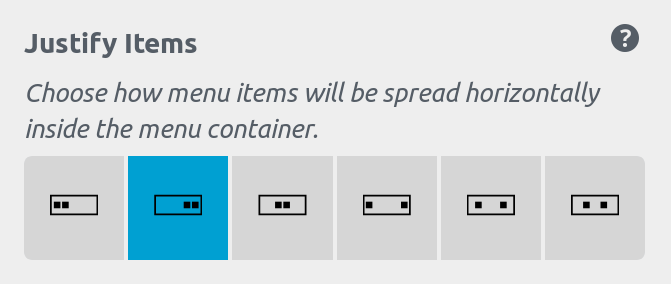 Justify Items
?
Choose how menu items will be spread horizontally
inside the menu container.